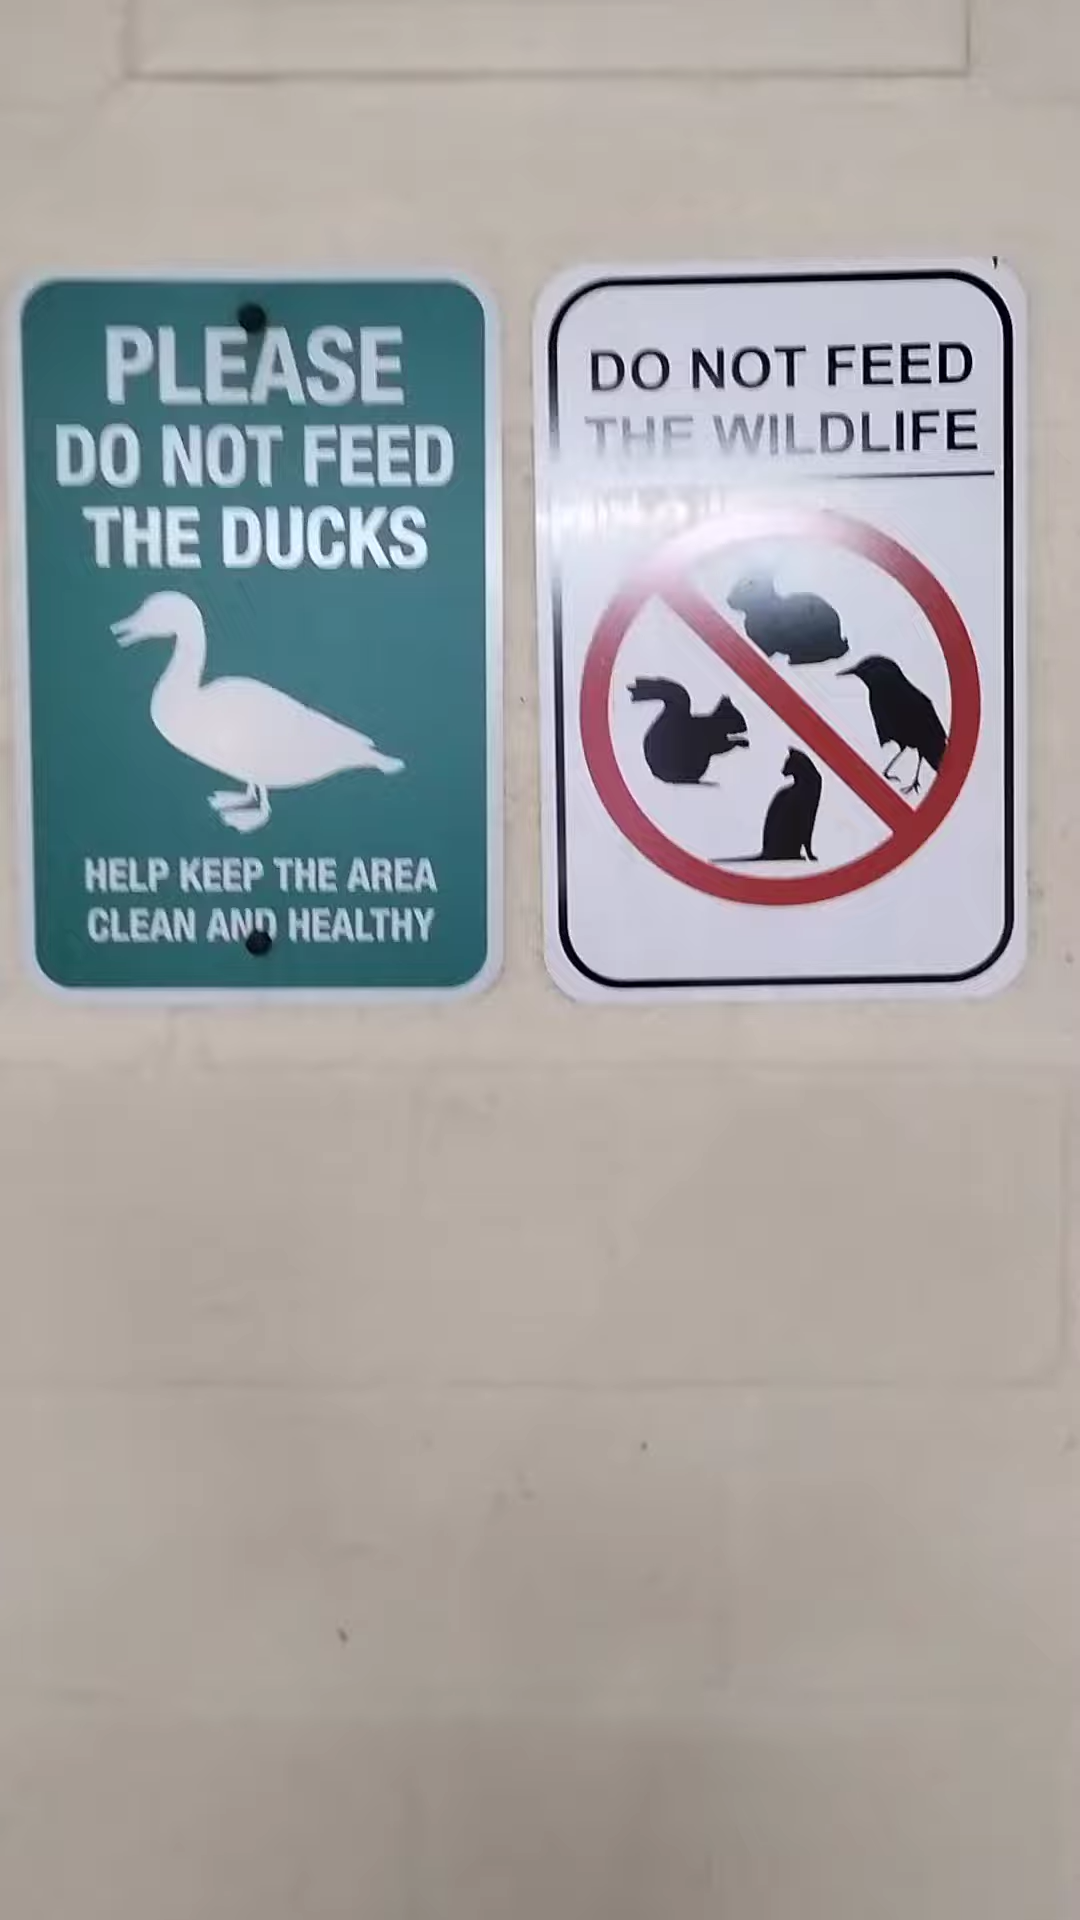 PLEASE
DO NOT FEED
THE DUCKS
HELP KEEP THE AREA
CLEAN AND HEALTHY
DO NOT FEED
THE WILDLIFE